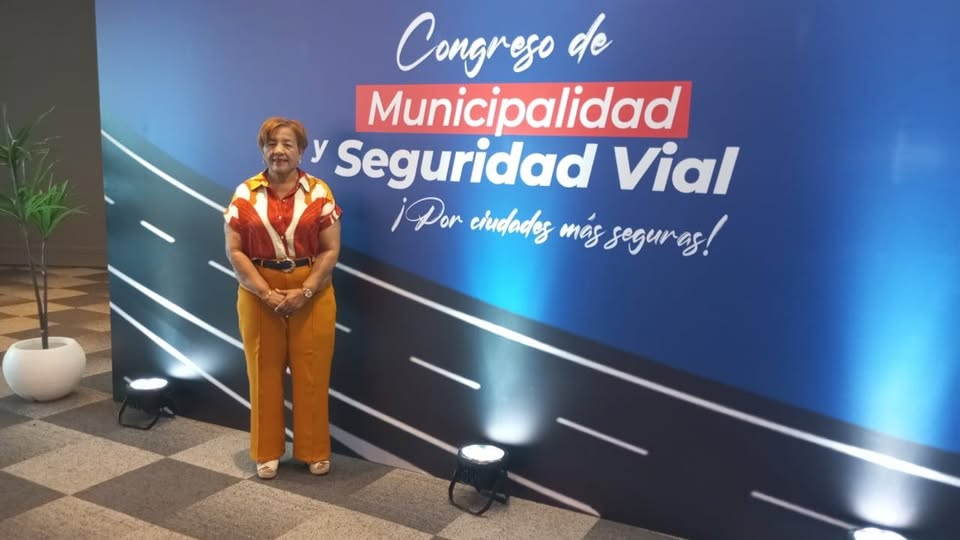 Congreso de
Municipalidad
y Seguridad Vial
¡Por ciudades más seguras!